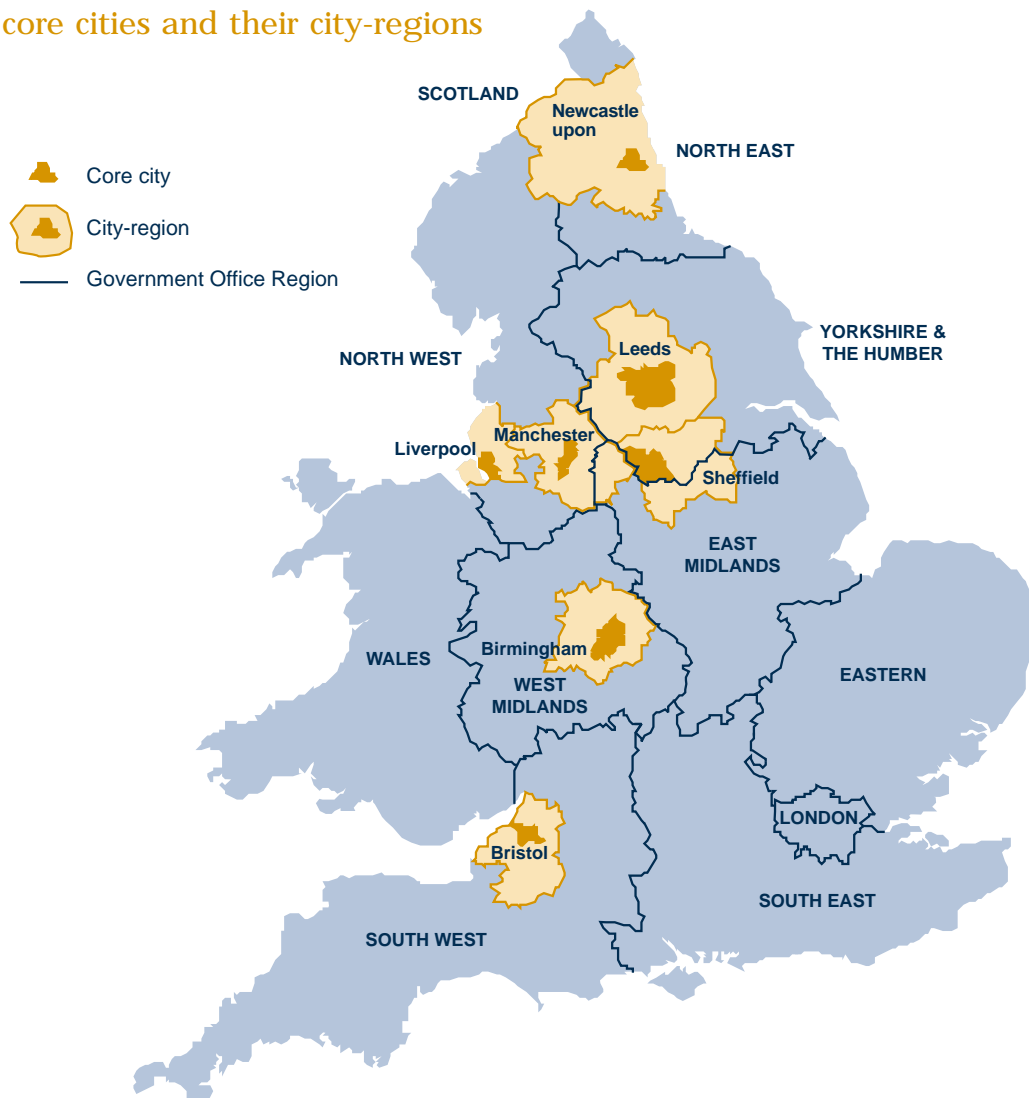 core cities and their city-regions
SCOTLAND
Newcastle
upon
NORTH EAST
Core city
City-region
Government Office Region
YORKSHIRE &
THE HUMBER
NORTH WEST
Leeds
Manchester
Liverpool
Sheffield
EAST
MIDLANDS
Birmingham
WALES
WEST
MIDLANDS
EASTERN
LONDON
Bristol
SOUTH EAST
SOUTH WEST